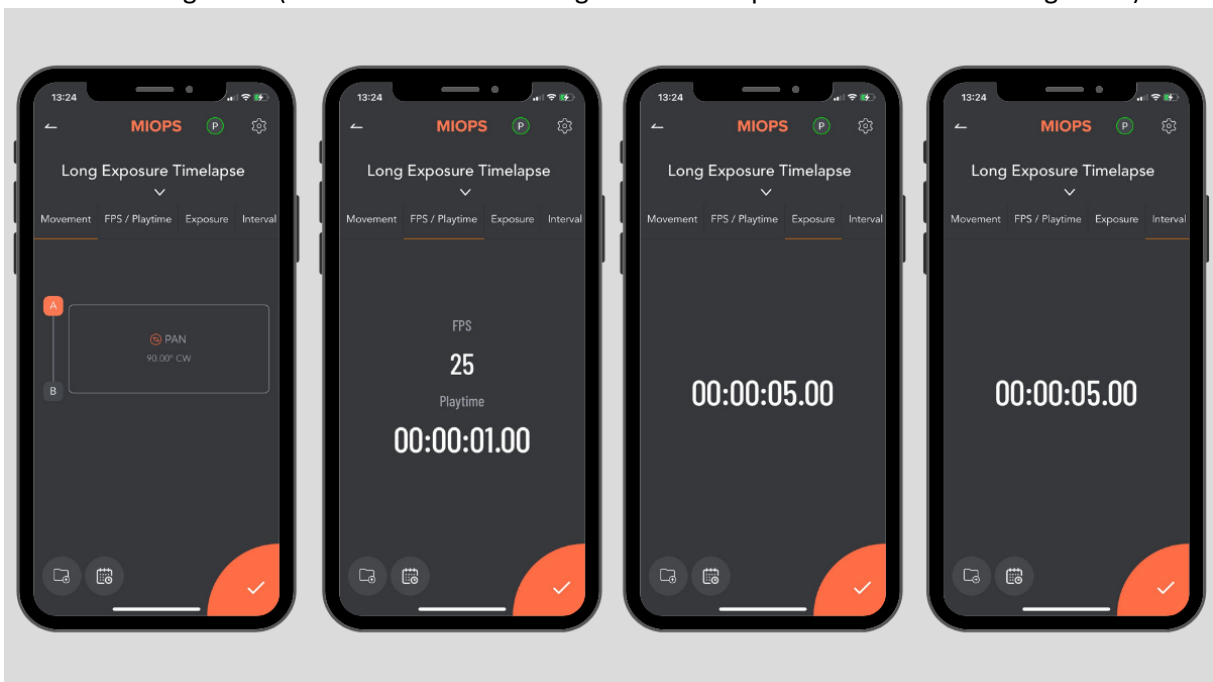 13:24
MIOPS P
Long Exposure Timelapse
Movement FPS / Playtime Exposure Interval
A
PAN
90.00° CW
B
13:24
MIOPS P
Long Exposure Timelapse
Movement FPS / Playtime Exposure Interval
FPS
25
Playtime
00:00:01.00
13:24
MIOPS P
Long Exposure Timelapse
Movement FPS / Playtime Exposure Interval
00:00:05.00
13:24
MIOPS P
Long Exposure Timelapse
Movement FPS / Playtime Exposure Interval
00:00:05.00